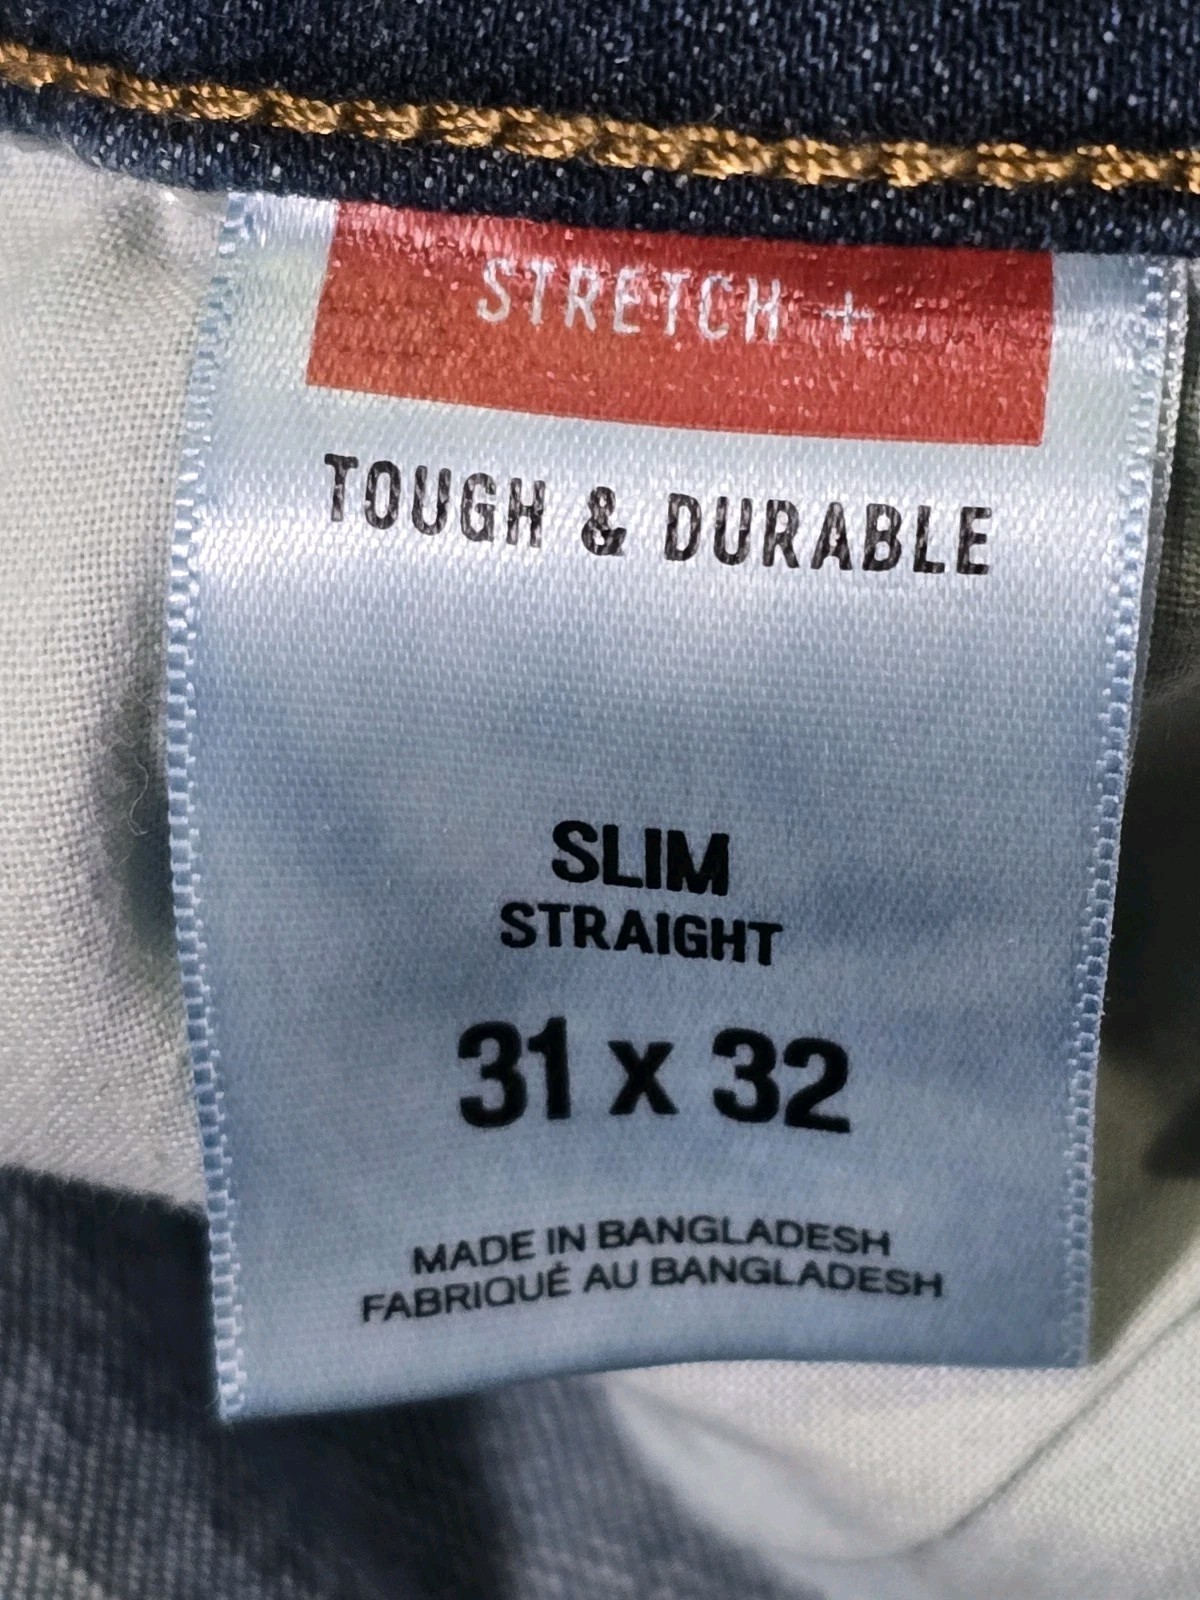 STRETCH +
TOUGH & DURABLE
SLIM
STRAIGHT
31 x 32
MADE IN BANGLADESH
FABRIQUÉ AU BANGLADESH